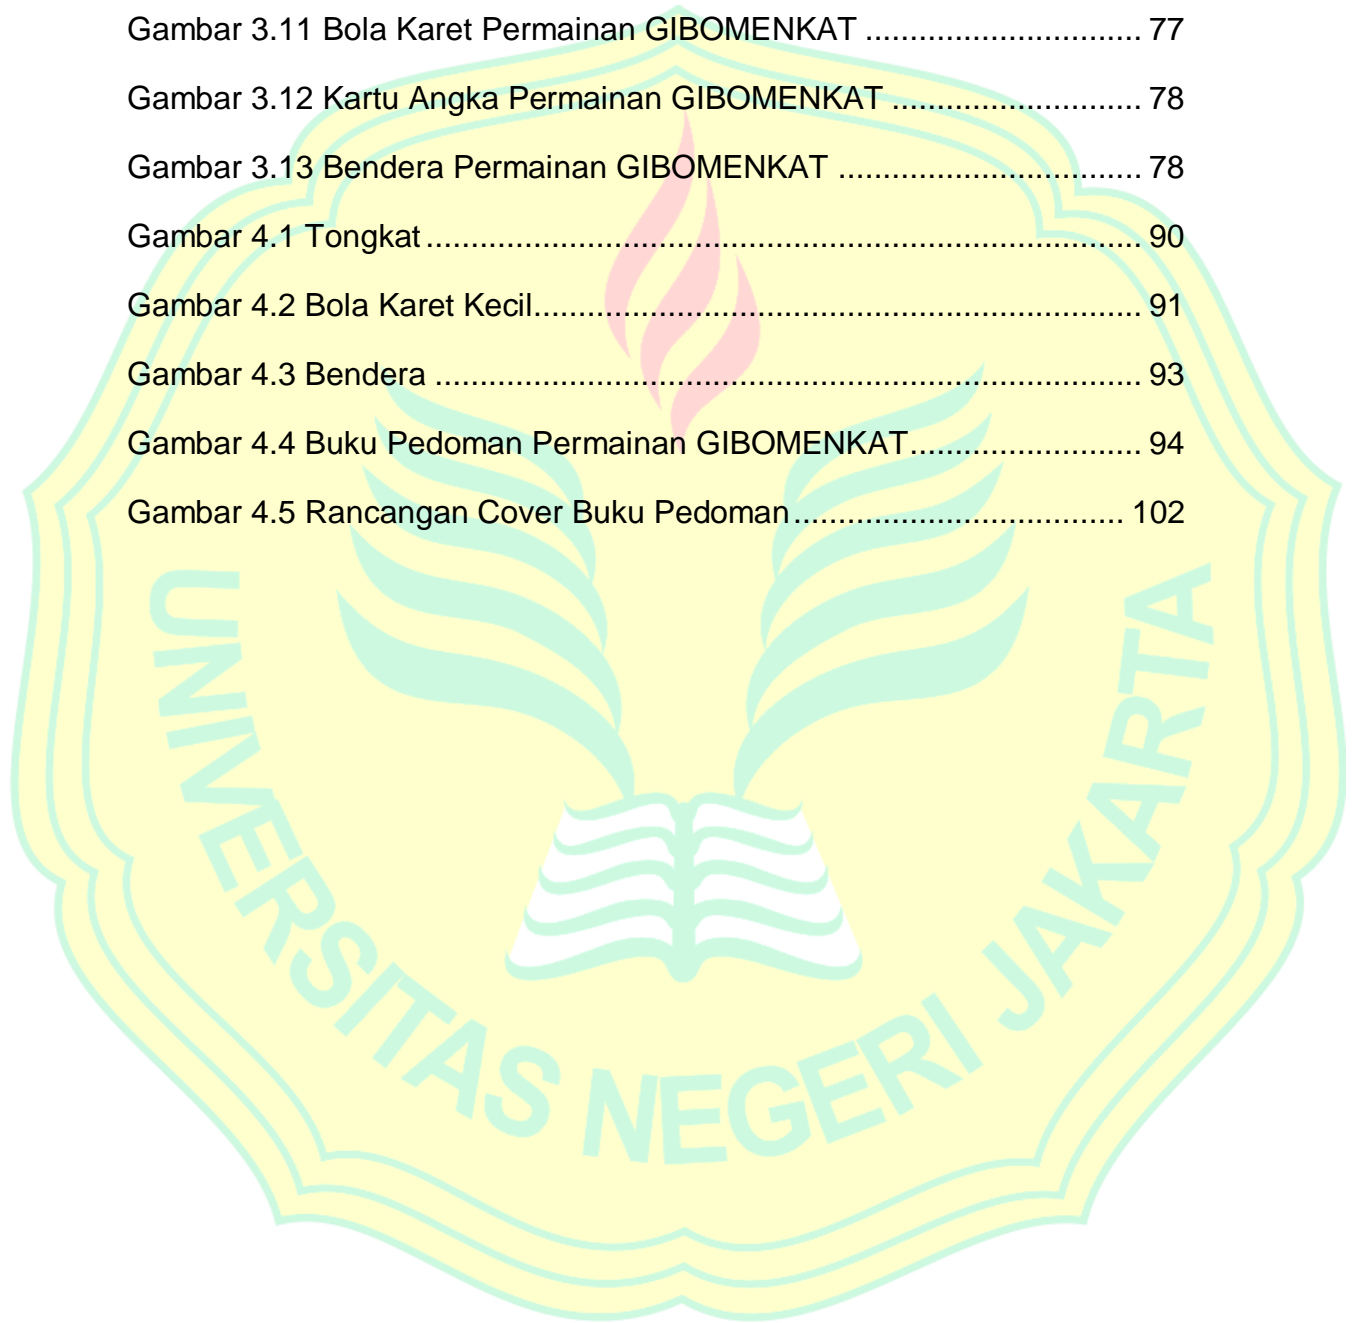 Gambar 3.11 Bola Karet Permainan GIBOMENKAT ............................... 77
Gambar 3.12 Kartu Angka Permainan GIBOMENKAT ............................ 78
Gambar 3.13 Bendera Permainan GIBOMENKAT .................................. 78
Gambar 4.1 Tongkat ................................................................................ 90
Gambar 4.2 Bola Karet Kecil.................................................................... 91
Gambar 4.3 Bendera ............................................................................... 93
Gambar 4.4 Buku Pedoman Permainan GIBOMENKAT.......................... 94
Gambar 4.5 Rancangan Cover Buku Pedoman..................................... 102
UNIVERSITAS NEGERI JAKARTA